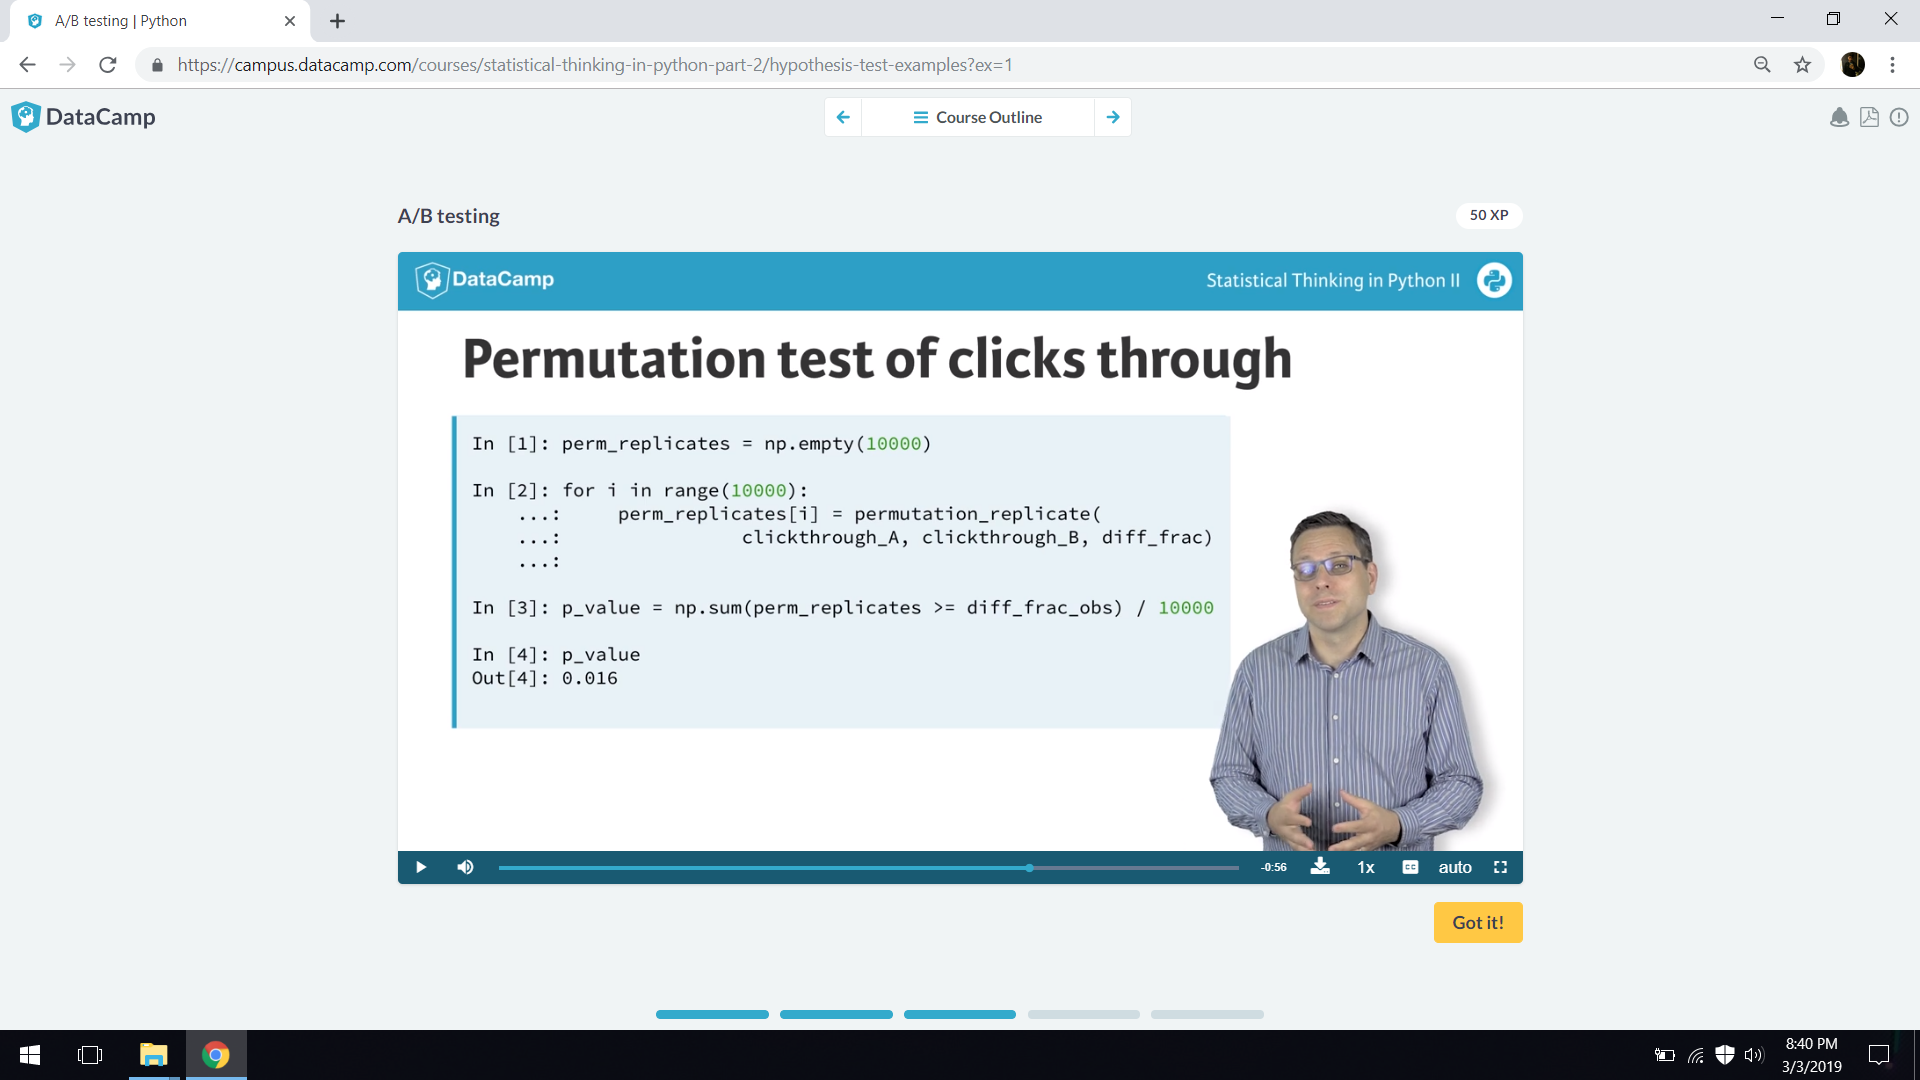 A/B testing | Python
https://campus.datacamp.com/courses/statistical-thinking-in-python-part-2/hypothesis-test-examples?ex=1
DataCamp
Course Outline
A/B testing
50 XP
DataCamp
Statistical Thinking in Python II
Permutation test of clicks through
In [1]: perm_replicates = np.empty(10000)
In [2]: for i in range(10000):
...: perm_replicates[i] = permutation_replicate(
...: clickthrough_A, clickthrough_B, diff_frac)
...:
In [3]: p_value = np.sum(perm_replicates >= diff_frac_obs) / 10000
In [4]: p_value
Out[4]: 0.016
-0:56
1x
CC
auto
Got it!
8:40 PM
3/3/2019